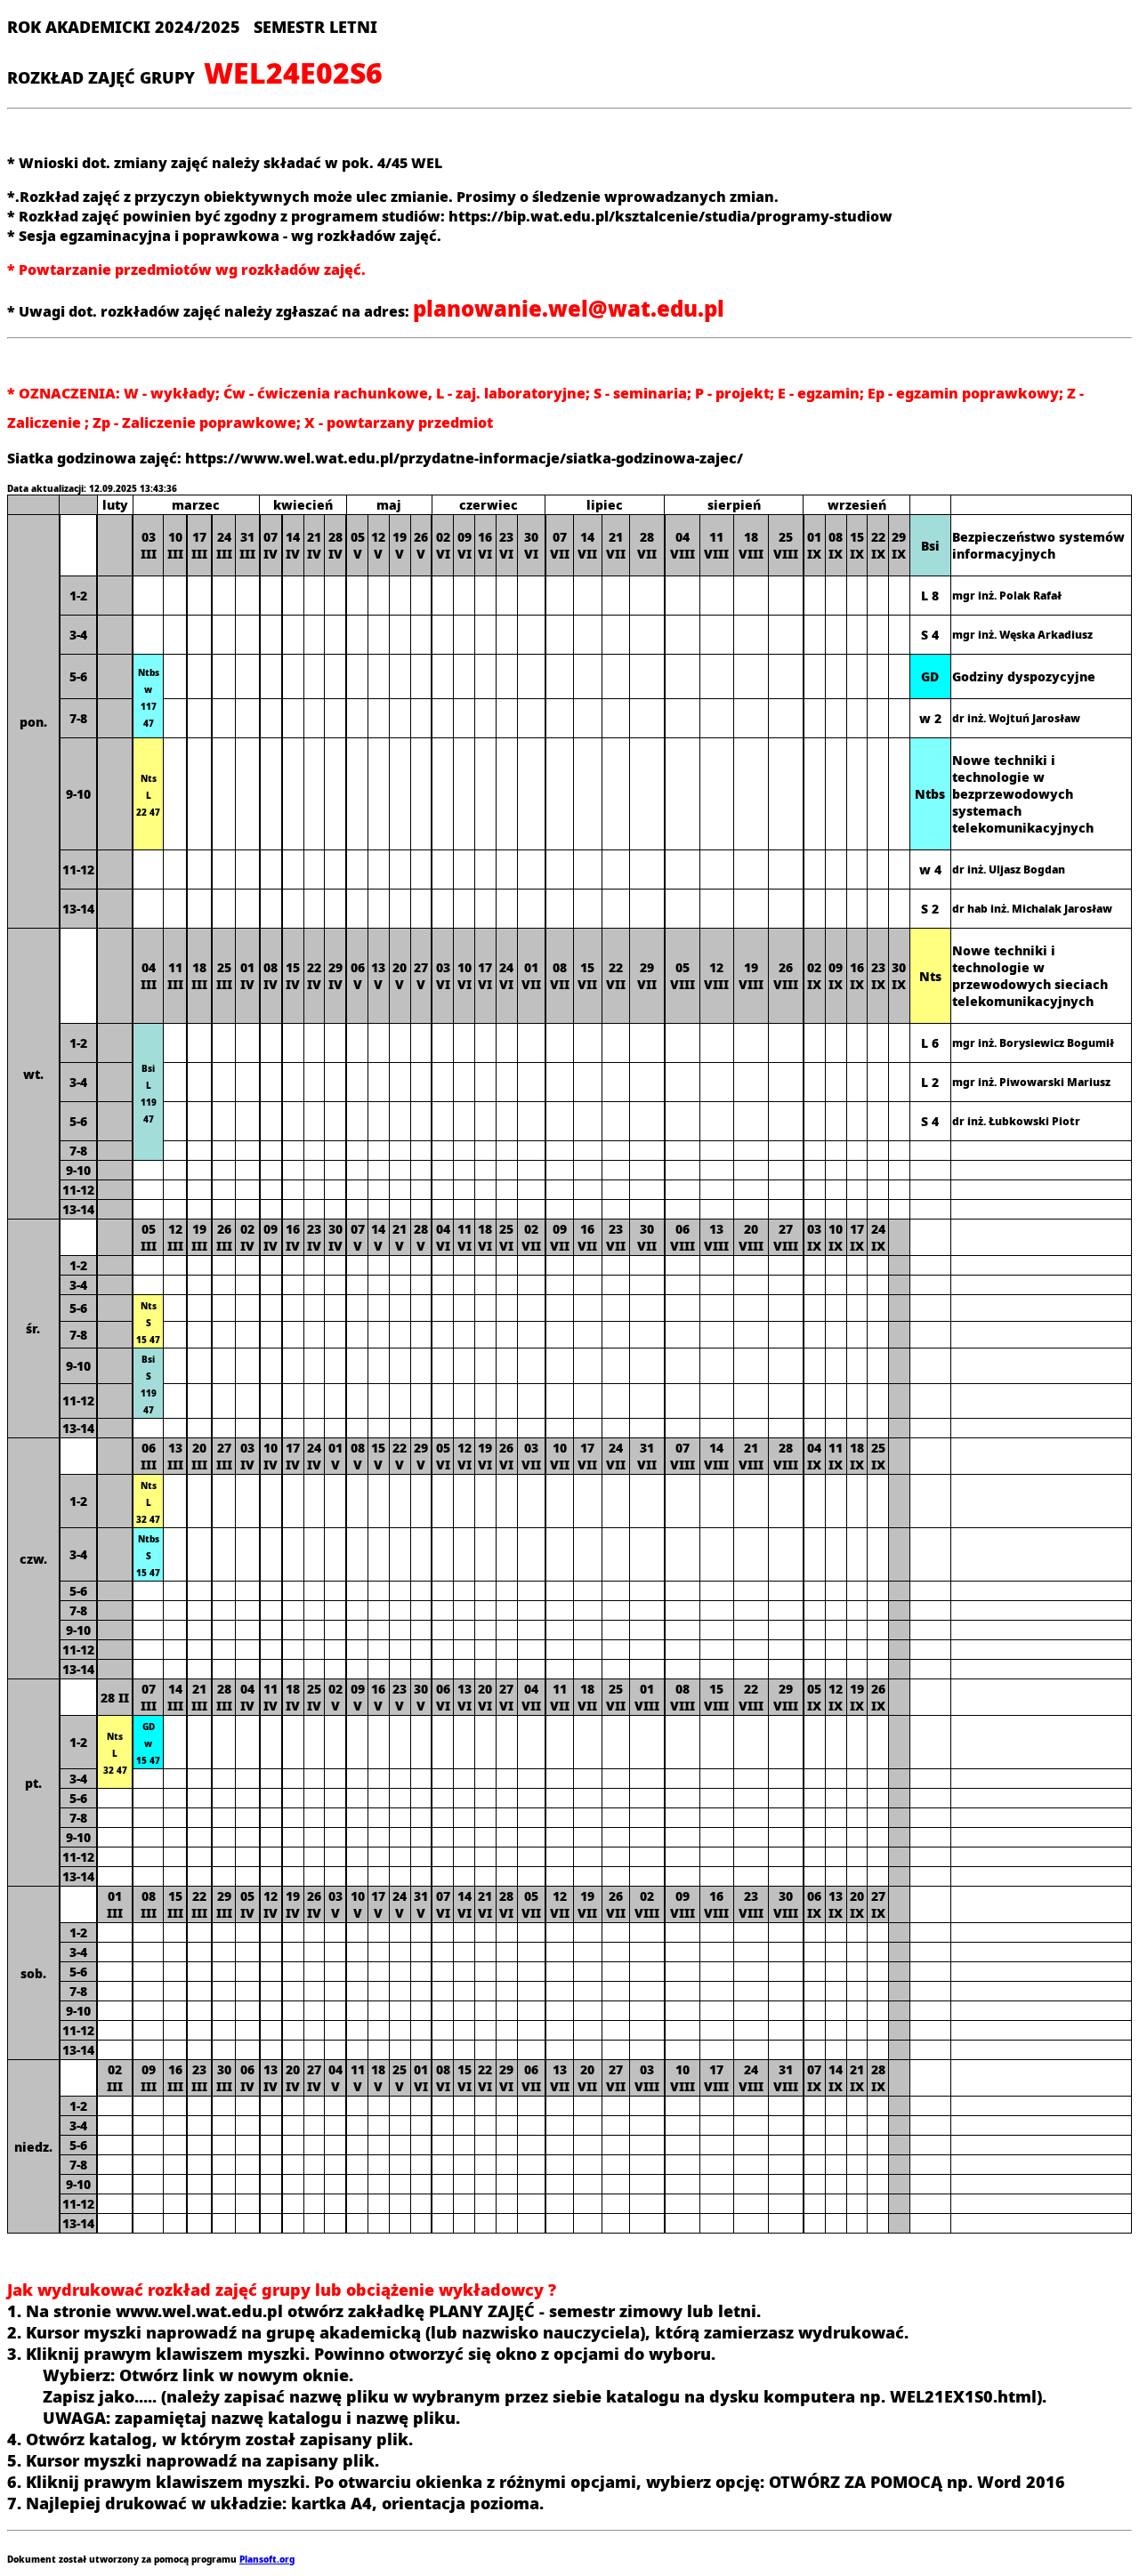 ROK AKADEMICKI 2024/2025 SEMESTR LETNI
ROZKŁAD ZAJĘĆ GRUPY WEL24E02S6
* Wnioski dot. zmiany zajęć należy składać w pok. 4/45 WEL
*.Rozkład zajęć z przyczyn obiektywnych może ulec zmianie. Prosimy o śledzenie wprowadzanych zmian.
* Rozkład zajęć powinien być zgodny z programem studiów: https://bip.wat.edu.pl/ksztalcenie/studia/programy-studiow
* Sesja egzaminacyjna i poprawkowa - wg rozkładów zajęć.
* Powtarzanie przedmiotów wg rozkładów zajęć.
* Uwagi dot. rozkładów zajęć należy zgłaszać na adres: planowanie.wel@wat.edu.pl
* OZNACZENIA: W - wykłady; Ćw - ćwiczenia rachunkowe, L - zaj. laboratoryjne; S - seminaria; P - projekt; E - egzamin; Ep - egzamin poprawkowy; Z -
Zaliczenie ; Zp - Zaliczenie poprawkowe; X - powtarzany przedmiot
Siatka godzinowa zajęć: https://www.wel.wat.edu.pl/przydatne-informacje/siatka-godzinowa-zajec/
Data aktualizacji: 12.09.2025 13:43:36
luty marzec kwiecień maj czerwiec lipiec sierpień wrzesień
pon.
03 10 17 24 31 07 14 21 28 05 12 19 26 02 09 16 23 30 07 14 21 28 04 11 18 25 01 08 15 22 29
III III III III III IV IV IV IV V V V V VI VI VI VI VI VII VII VII VII VIII VIII VIII VIII IX IX IX IX IX
Bsi Bezpieczeństwo systemów
informacyjnych
1-2 L 8 mgr inż. Polak Rafał
3-4 S 4 mgr inż. Węska Arkadiusz
5-6 Ntbs GD Godziny dyspozycyjne
w
117
7-8 47 w 2 dr inż. Wojtuń Jarosław
9-10 Nts
L
22 47
Ntbs Nowe techniki i
technologie w
bezprzewodowych
systemach
telekomunikacyjnych
11-12 w 4 dr inż. Uljasz Bogdan
13-14 S 2 dr hab inż. Michalak Jarosław
wt.
04 11 18 25 01 08 15 22 29 06 13 20 27 03 10 17 24 01 08 15 22 29 05 12 19 26 02 09 16 23 30
III III III III IV IV IV IV IV V V V V VI VI VI VI VII VII VII VII VII VIII VIII VIII VIII IX IX IX IX IX
Nts Nowe techniki i
technologie w
przewodowych sieciach
telekomunikacyjnych
1-2 L 6 mgr inż. Borysiewicz Bogumił
Bsi
L
119
47
3-4 L 2 mgr inż. Piwowarski Mariusz
5-6 S 4 dr inż. Łubkowski Piotr
7-8
9-10
11-12
13-14
śr.
05 12 19 26 02 09 16 23 30 07 14 21 28 04 11 18 25 02 09 16 23 30 06 13 20 27 03 10 17 24
III III III III IV IV IV IV IV V V V V VI VI VI VI VII VII VII VII VII VIII VIII VIII VIII IX IX IX IX
1-2
3-4
5-6 Nts
S
7-8 15 47
9-10 Bsi
S
11-12 119
47
13-14
czw.
06 13 20 27 03 10 17 24 01 08 15 22 29 05 12 19 26 03 10 17 24 31 07 14 21 28 04 11 18 25
III III III III IV IV IV IV V V V V V VI VI VI VI VII VII VII VII VII VIII VIII VIII VIII IX IX IX IX
1-2 Nts
L
32 47
3-4 Ntbs
S
15 47
5-6
7-8
9-10
11-12
13-14
pt.
28 II 07 14 21 28 04 11 18 25 02 09 16 23 30 06 13 20 27 04 11 18 25 01 08 15 22 29 05 12 19 26
III III III III IV IV IV IV V V V V V VI VI VI VI VII VII VII VII VIII VIII VIII VIII VIII IX IX IX IX
1-2 Nts GD
L w
32 47 15 47
3-4
5-6
7-8
9-10
11-12
13-14
sob.
01 08 15 22 29 05 12 19 26 03 10 17 24 31 07 14 21 28 05 12 19 26 02 09 16 23 30 06 13 20 27
III III III III III IV IV IV IV V V V V V VI VI VI VI VII VII VII VII VIII VIII VIII VIII VIII IX IX IX IX
1-2
3-4
5-6
7-8
9-10
11-12
13-14
niedz.
02 09 16 23 30 06 13 20 27 04 11 18 25 01 08 15 22 29 06 13 20 27 03 10 17 24 31 07 14 21 28
III III III III III IV IV IV IV V V V V VI VI VI VI VI VII VII VII VII VIII VIII VIII VIII VIII IX IX IX IX
1-2
3-4
5-6
7-8
9-10
11-12
13-14
Jak wydrukować rozkład zajęć grupy lub obciążenie wykładowcy ?
1. Na stronie www.wel.wat.edu.pl otwórz zakładkę PLANY ZAJĘĆ - semestr zimowy lub letni.
2. Kursor myszki naprowadź na grupę akademicką (lub nazwisko nauczyciela), którą zamierzasz wydrukować.
3. Kliknij prawym klawiszem myszki. Powinno otworzyć się okno z opcjami do wyboru.
Wybierz: Otwórz link w nowym oknie.
Zapisz jako..... (należy zapisać nazwę pliku w wybranym przez siebie katalogu na dysku komputera np. WEL21EX1S0.html).
UWAGA: zapamiętaj nazwę katalogu i nazwę pliku.
4. Otwórz katalog, w którym został zapisany plik.
5. Kursor myszki naprowadź na zapisany plik.
6. Kliknij prawym klawiszem myszki. Po otwarciu okienka z różnymi opcjami, wybierz opcję: OTWÓRZ ZA POMOCĄ np. Word 2016
7. Najlepiej drukować w układzie: kartka A4, orientacja pozioma.
Dokument został utworzony za pomocą programu Plansoft.org